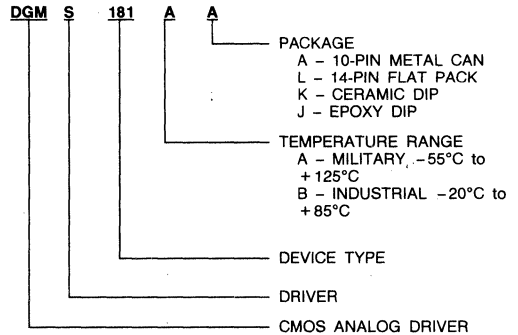 DGM S 181 A A
PACKAGE
A – 10-PIN METAL CAN
L – 14-PIN FLAT PACK
K – CERAMIC DIP
J – EPOXY DIP
TEMPERATURE RANGE
A – MILITARY, –55°C to
+125°C
B – INDUSTRIAL –20°C to
+85°C
DEVICE TYPE
DRIVER
CMOS ANALOG DRIVER